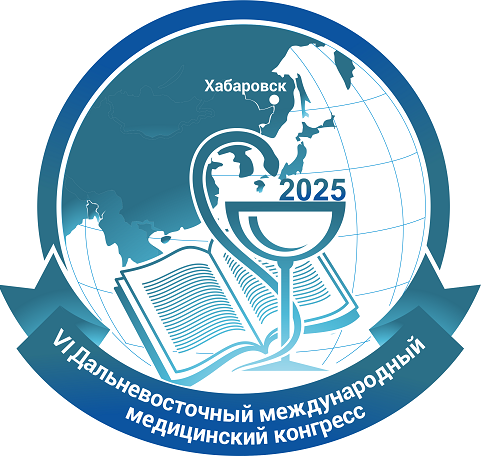 Хабаровск
2025
VI Дальневосточный международный
медицинский конгресс